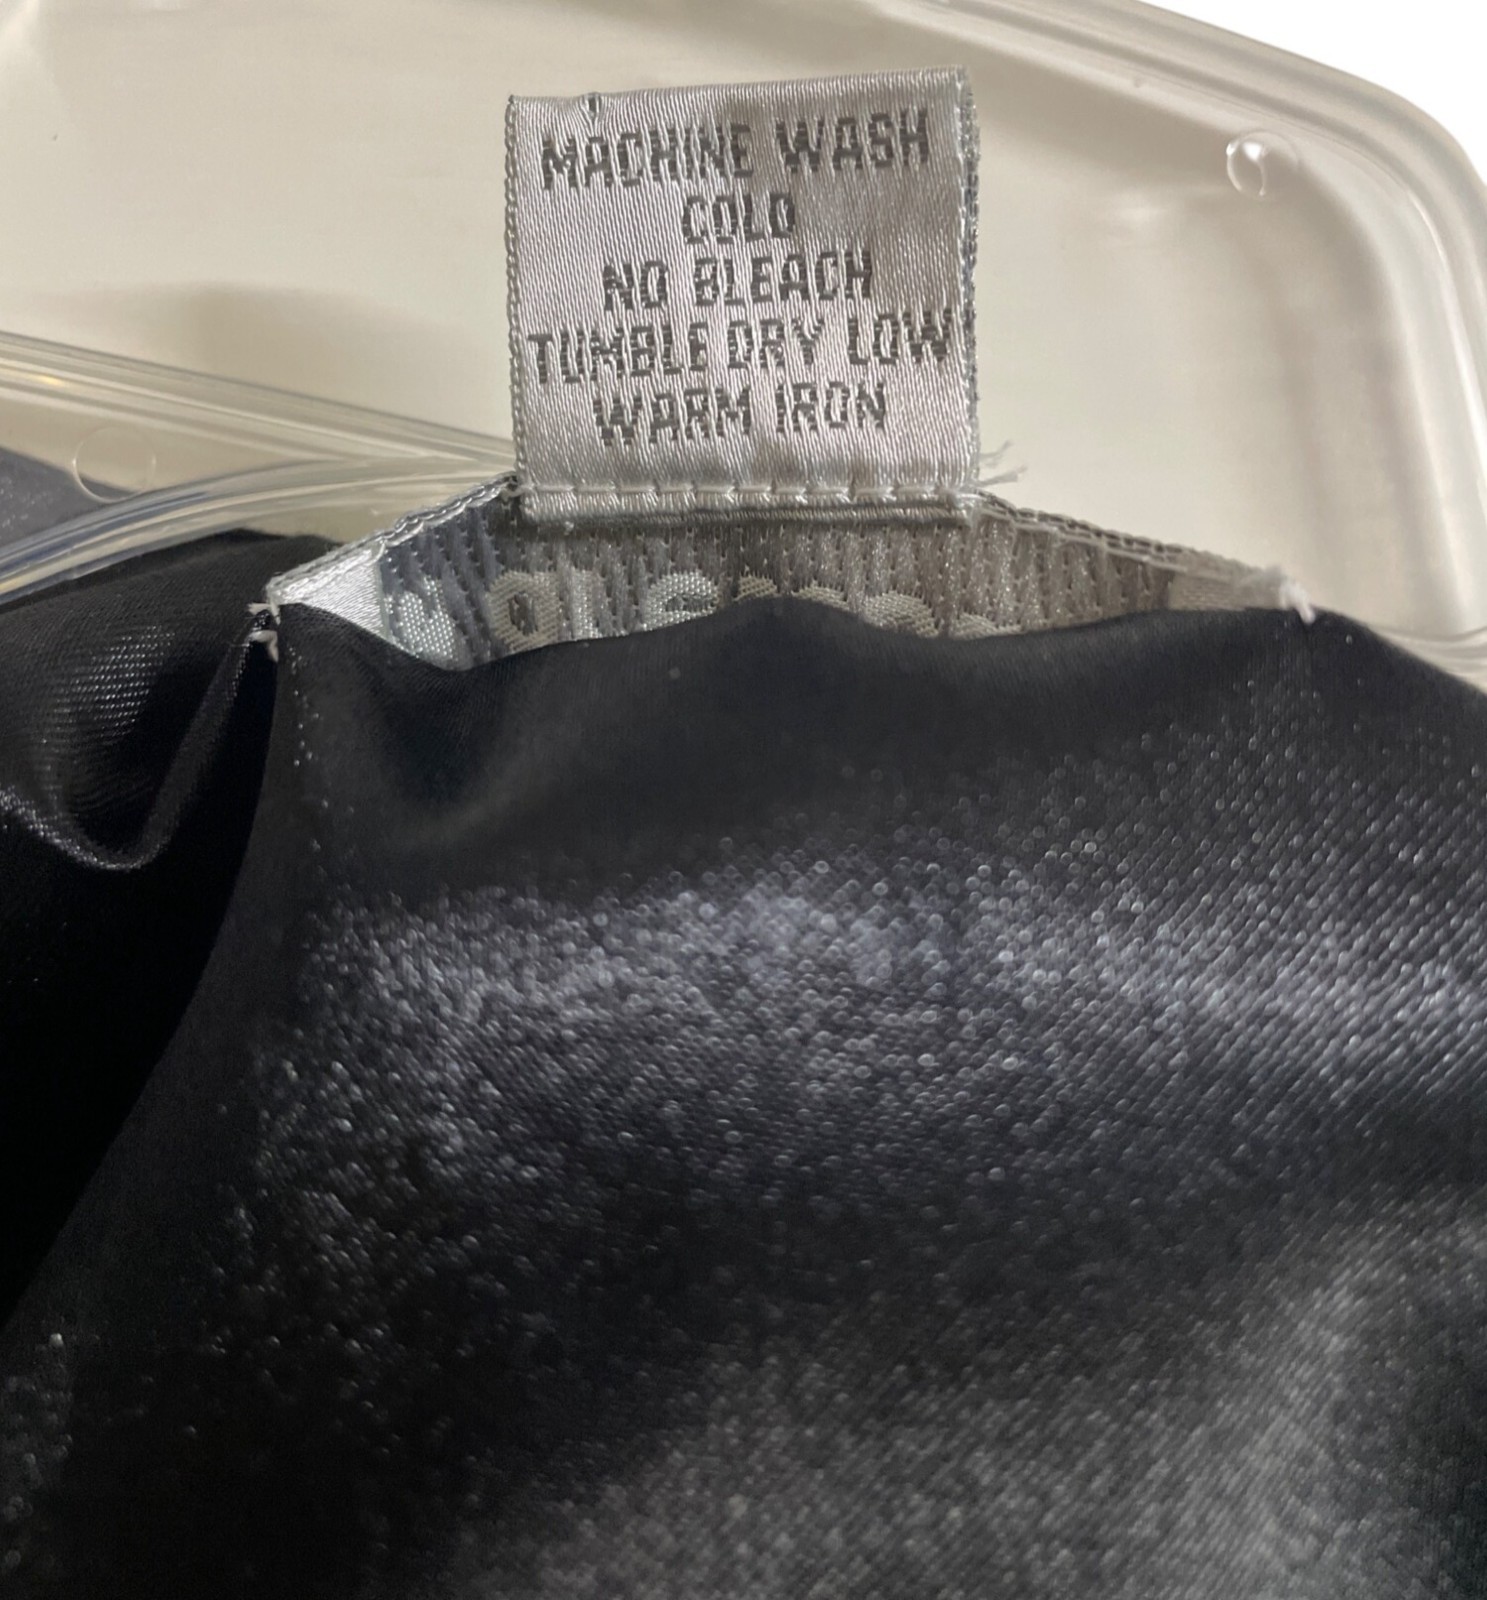 MACHINE WASH
COLD
NO BLEACH
TUMBLE DRY LOW
WARM IRON